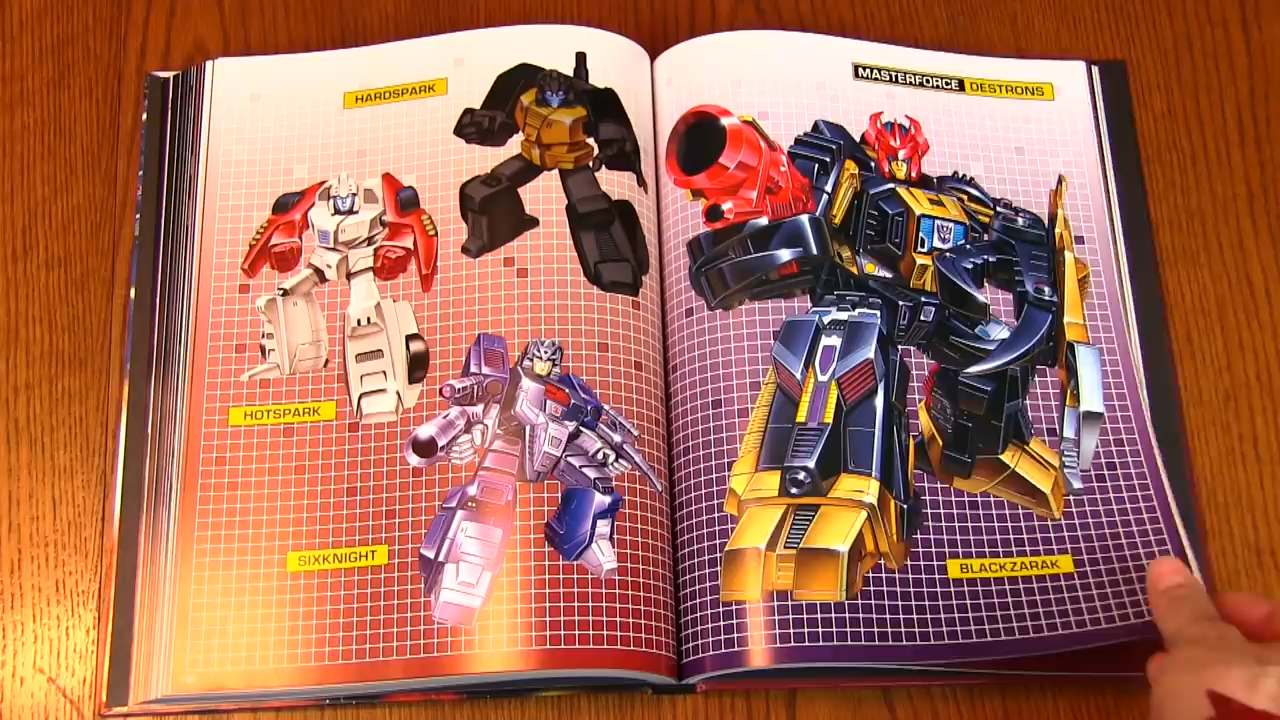 HARDSPARK
HOTSPARK
SIXKNIGHT
MASTERFORCE DESTRONS
BLACKZARAK